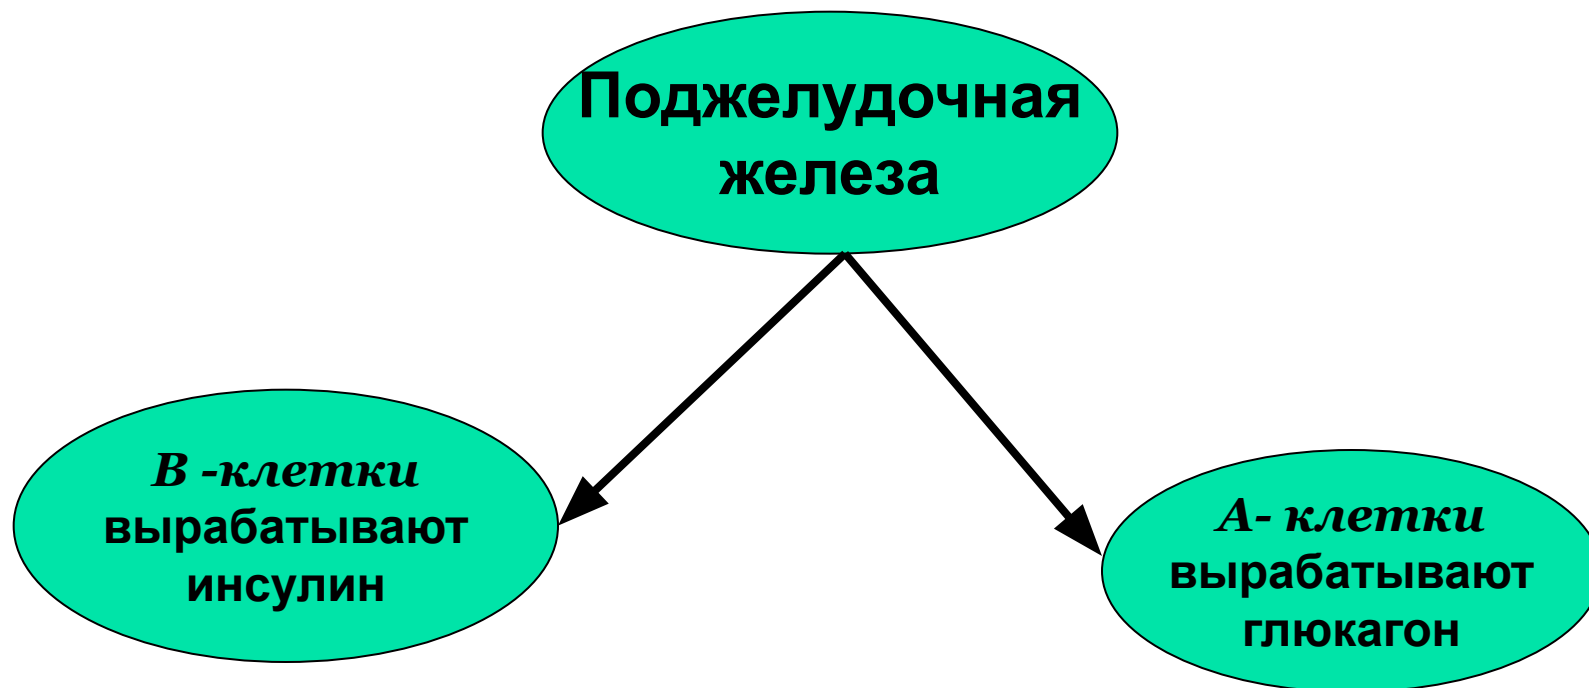 Поджелудочная
железа
В -клетки
вырабатывают
инсулин
А- клетки
вырабатывают
глюкагон